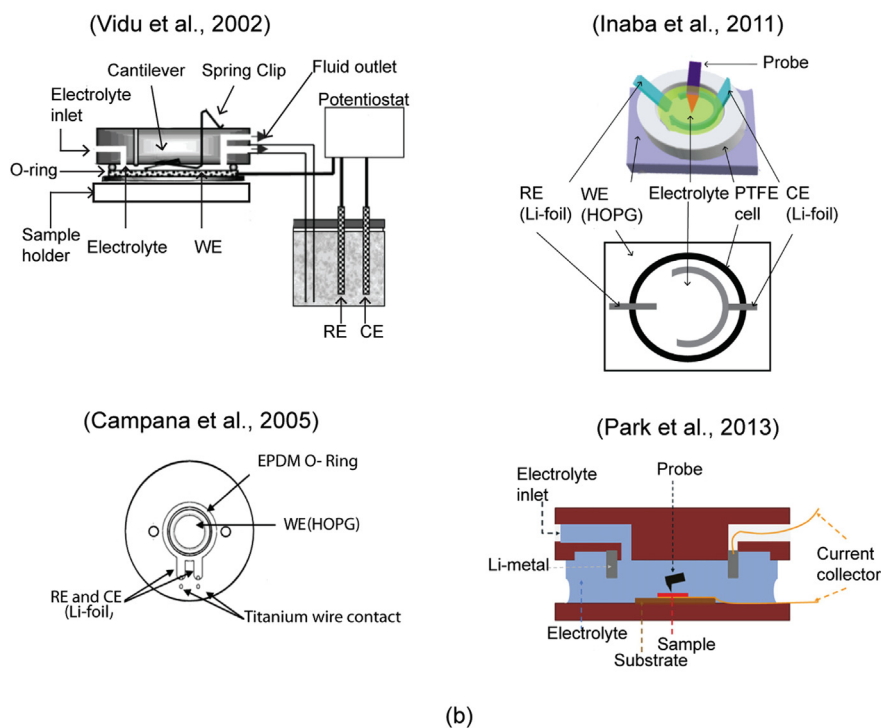 (Vidu et al., 2002)
Cantilever
Spring Clip
Fluid outlet
Electrolyte
inlet
Potentiostat
O-ring
Sample
holder
Electrolyte
WE
RE
CE
(Inaba et al., 2011)
Probe
RE
(Li-foil)
WE
(HOPG)
Electrolyte
PTFE
cell
CE
(Li-foil)
(Campana et al., 2005)
EPDM O- Ring
WE(HOPG)
RE and CE
(Li-foil)
Titanium wire contact
(Park et al., 2013)
Electrolyte
inlet
Probe
Li-metal
Current
collector
Electrolyte
Sample
Substrate
(b)